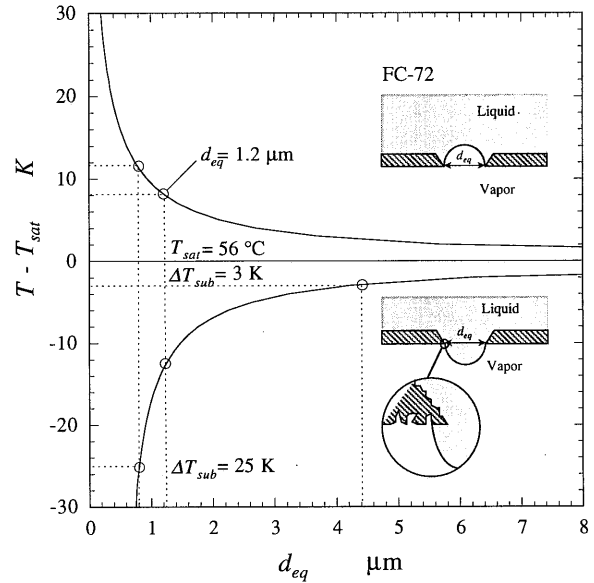 30
20
10
0
-10
-20
-30
T - T_sat K
FC-72
Liquid
d_eq
Vapor
d_eq = 1.2 μm
T_sat = 56 °C
ΔT_sub = 3 K
Liquid
d_eq
Vapor
ΔT_sub = 25 K
0 1 2 3 4 5 6 7 8
d_eq μm